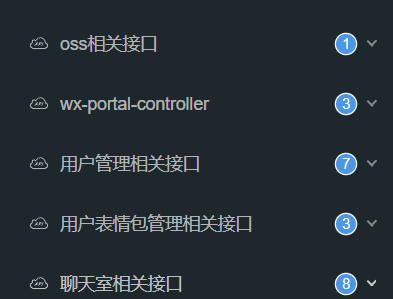 oss相关接口 1
wx-portal-controller 3
用户管理相关接口 7
用户表情包管理相关接口 3
聊天室相关接口 8